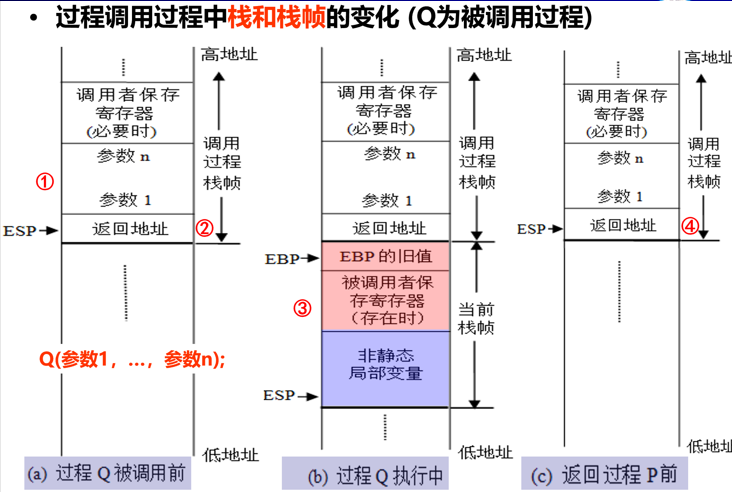 • 过程调用过程中栈和栈帧的变化 (Q为被调用过程)
高地址
调用者保存
寄存器
(必要时)
参数 n
参数 1
返回地址
ESP
①
②
调用
过程
栈帧
Q(参数1，…，参数n);
低地址
(a) 过程 Q 被调用前
高地址
调用者保存
寄存器
(必要时)
参数 n
参数 1
返回地址
EBP
EBP 的旧值
③
被调用者保
存寄存器
（存在时）
非静态
局部变量
ESP
调用
过程
栈帧
当前
栈帧
低地址
(b) 过程 Q 执行中
高地址
调用者保存
寄存器
(必要时)
参数 n
参数 1
返回地址
ESP
④
调用
过程
栈帧
低地址
(c) 返回过程 P 前